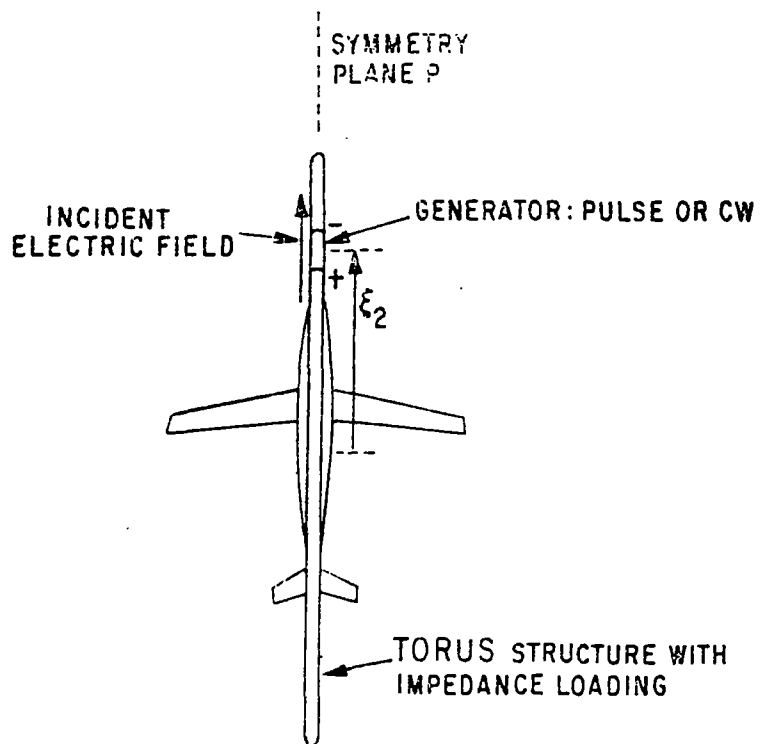 SYMMETRY
PLANE P
INCIDENT
ELECTRIC FIELD
GENERATOR: PULSE OR CW
-
+
ξ2
TORUS STRUCTURE WITH
IMPEDANCE LOADING